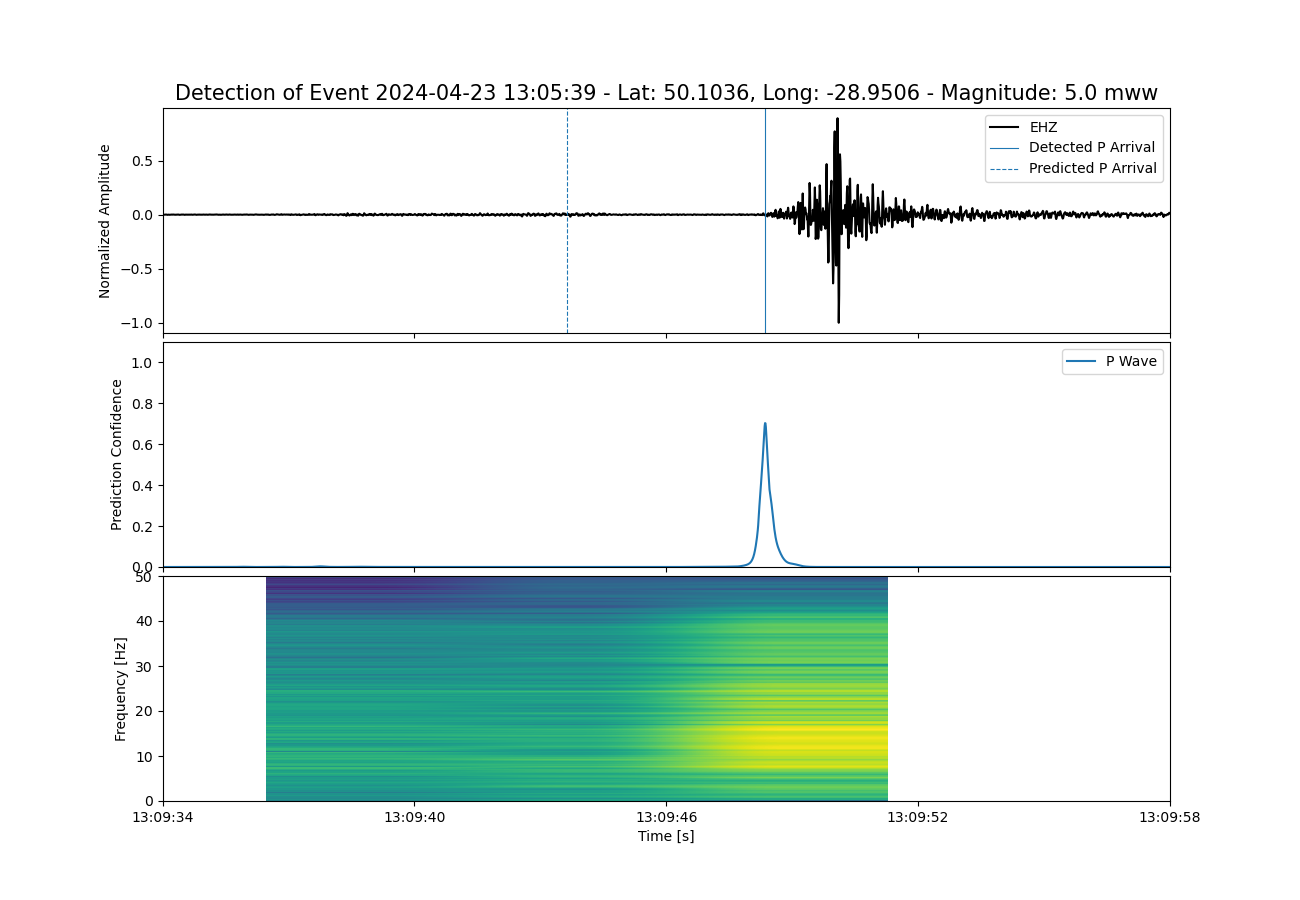 Detection of Event 2024-04-23 13:05:39 - Lat: 50.1036, Long: -28.9506 - Magnitude: 5.0 mww
Normalized Amplitude
0.5
0.0
−0.5
−1.0
EHZ
Detected P Arrival
Predicted P Arrival
Prediction Confidence
1.0
0.8
0.6
0.4
0.2
0.0
P Wave
Frequency [Hz]
50
40
30
20
10
0
13:09:34 13:09:40 13:09:46 13:09:52 13:09:58
Time [s]